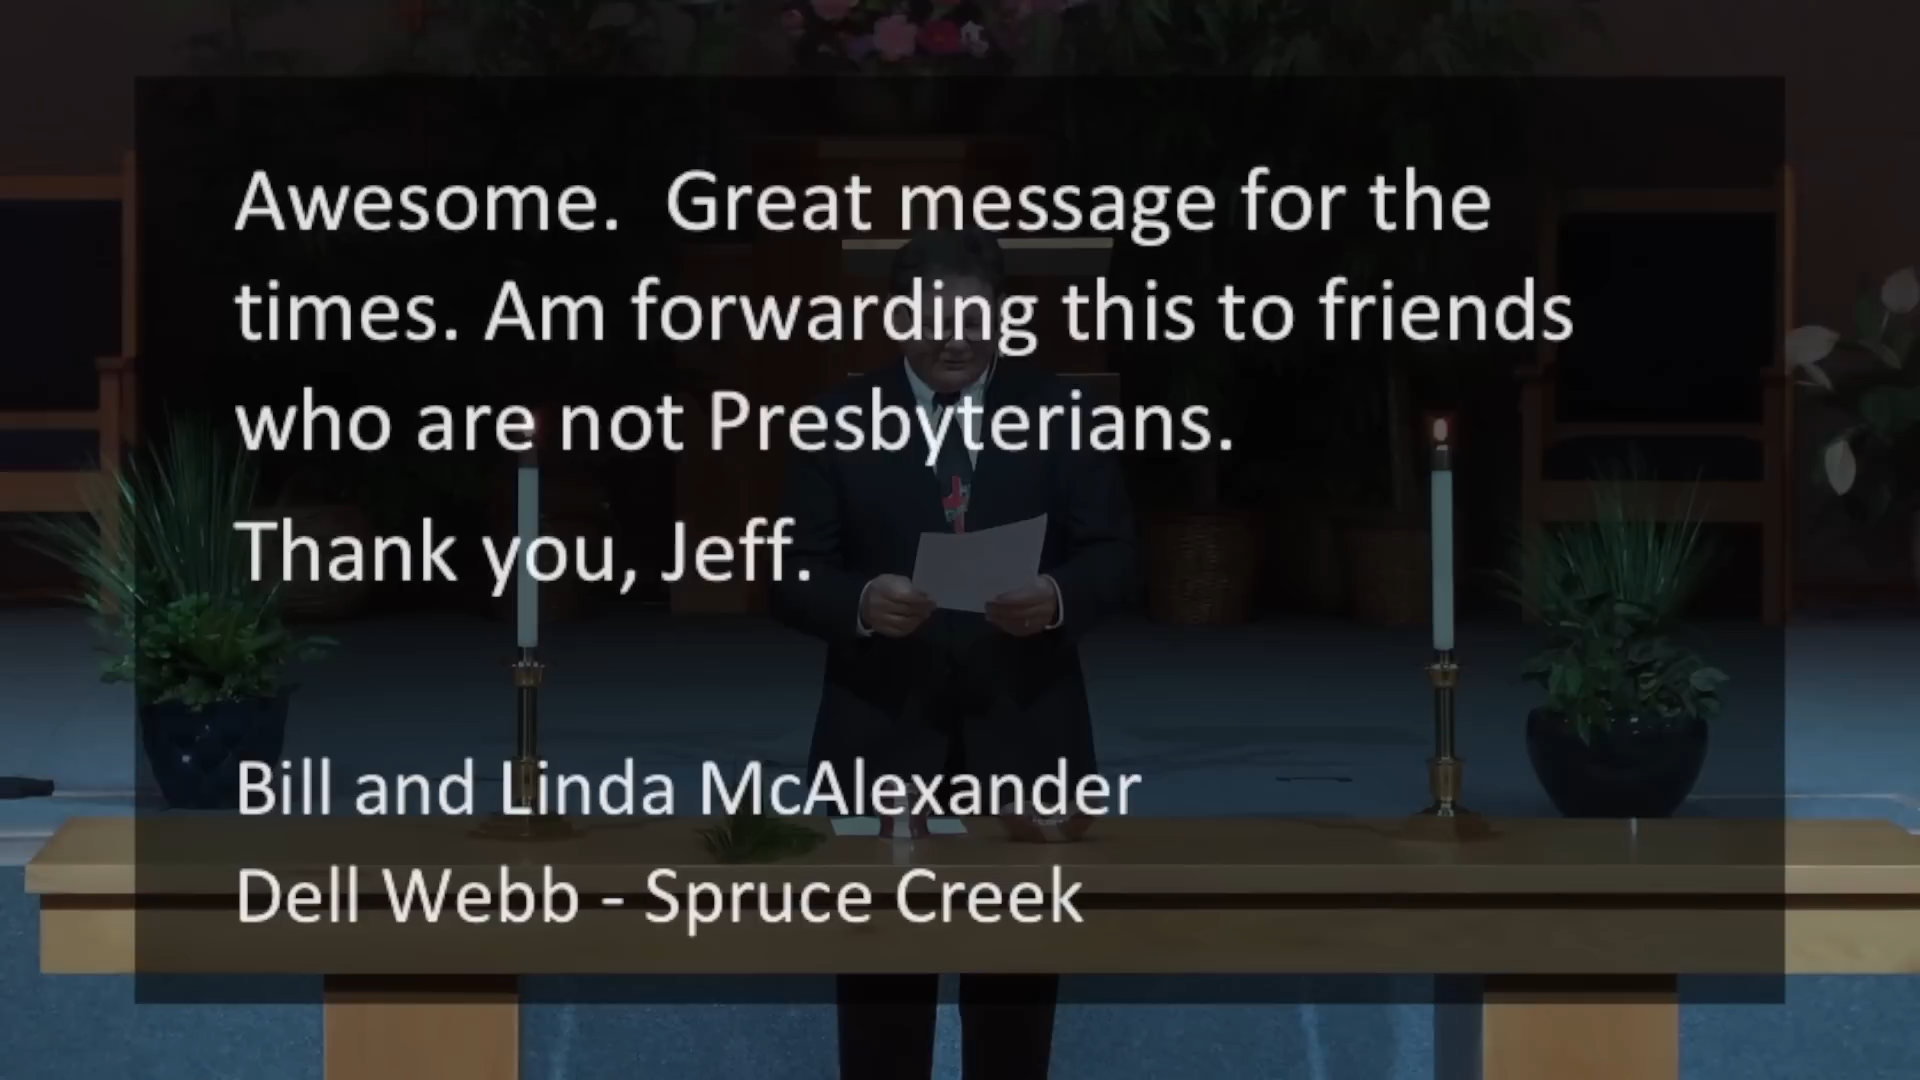 Awesome.  Great message for the
times. Am forwarding this to friends
who are not Presbyterians.
Thank you, Jeff.
Bill and Linda McAlexander
Dell Webb - Spruce Creek